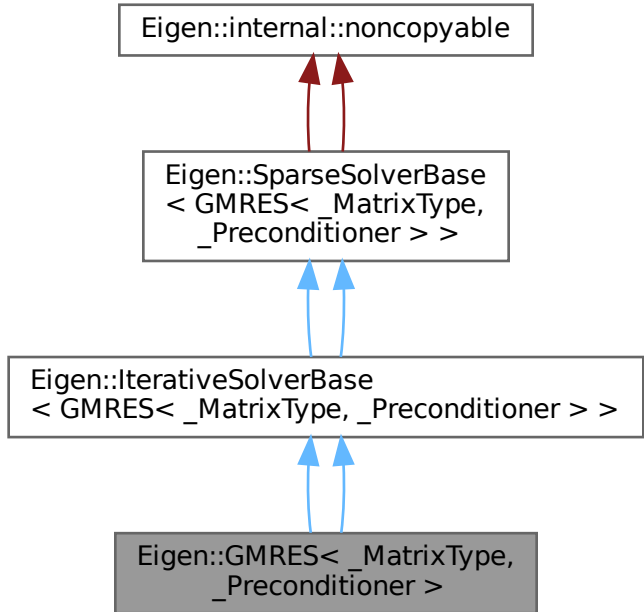 Eigen::internal::noncopyable
Eigen::SparseSolverBase
< GMRES< _MatrixType,
_Preconditioner > >
Eigen::IterativeSolverBase
< GMRES< _MatrixType, _Preconditioner > >
Eigen::GMRES< _MatrixType,
_Preconditioner >